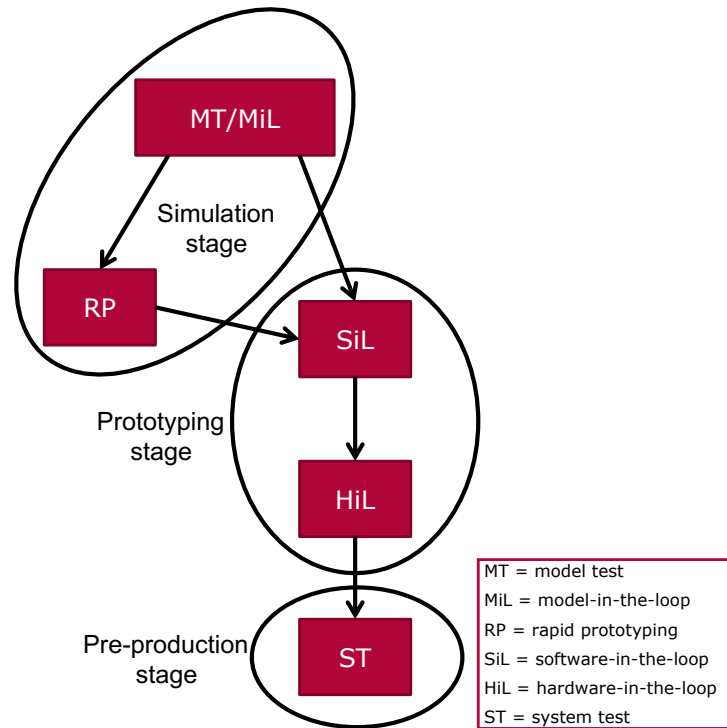 MT/MiL
Simulation
stage
RP
SiL
Prototyping
stage
HiL
Pre-production
stage
ST
MT = model test
MiL = model-in-the-loop
RP = rapid prototyping
SiL = software-in-the-loop
HiL = hardware-in-the-loop
ST = system test